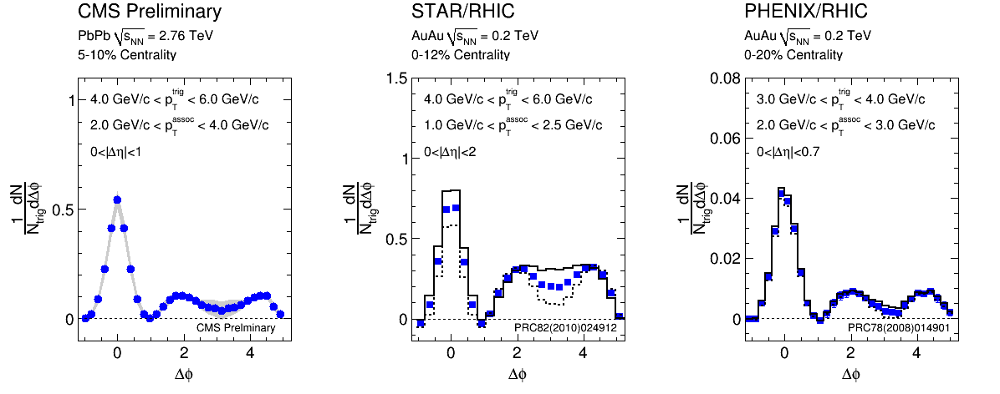 CMS Preliminary
PbPb √sNN = 2.76 TeV
5-10% Centrality
4.0 GeV/c < pTtrig < 6.0 GeV/c
2.0 GeV/c < pTassoc < 4.0 GeV/c
0<|Δη|<1
1
0.5
0
1 dN
Ntrig dΔϕ
CMS Preliminary
0 2 4
Δϕ
STAR/RHIC
AuAu √sNN = 0.2 TeV
0-12% Centrality
4.0 GeV/c < pTtrig < 6.0 GeV/c
1.0 GeV/c < pTassoc < 2.5 GeV/c
0<|Δη|<2
1.5
1
0.5
0
1 dN
Ntrig dΔϕ
PRC82(2010)024912
0 2 4
Δϕ
PHENIX/RHIC
AuAu √sNN = 0.2 TeV
0-20% Centrality
3.0 GeV/c < pTtrig < 4.0 GeV/c
2.0 GeV/c < pTassoc < 3.0 GeV/c
0<|Δη|<0.7
0.08
0.06
0.04
0.02
0
1 dN
Ntrig dΔϕ
PRC78(2008)014901
0 2 4
Δϕ